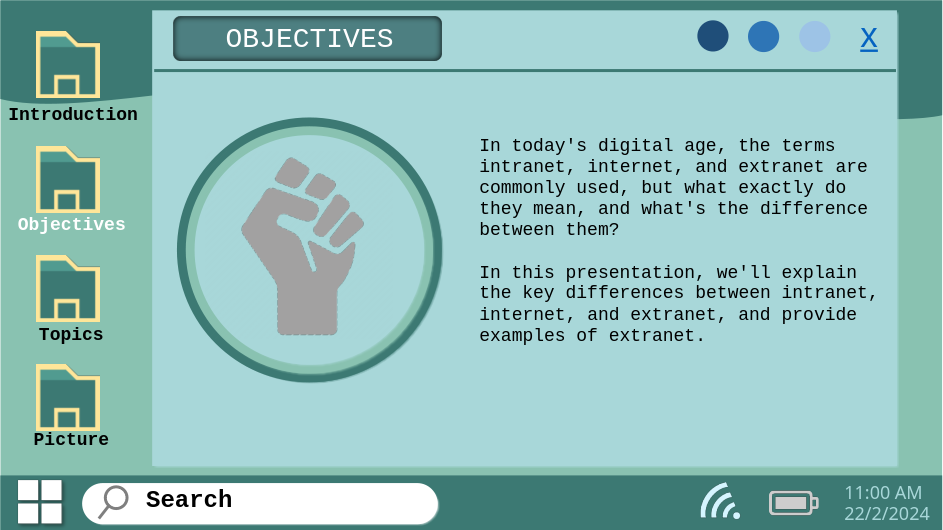 OBJECTIVES
X
Introduction
Objectives
Topics
Picture
In today's digital age, the terms
intranet, internet, and extranet are
commonly used, but what exactly do
they mean, and what's the difference
between them?
In this presentation, we'll explain
the key differences between intranet,
internet, and extranet, and provide
examples of extranet.
Search
11:00 AM
22/2/2024